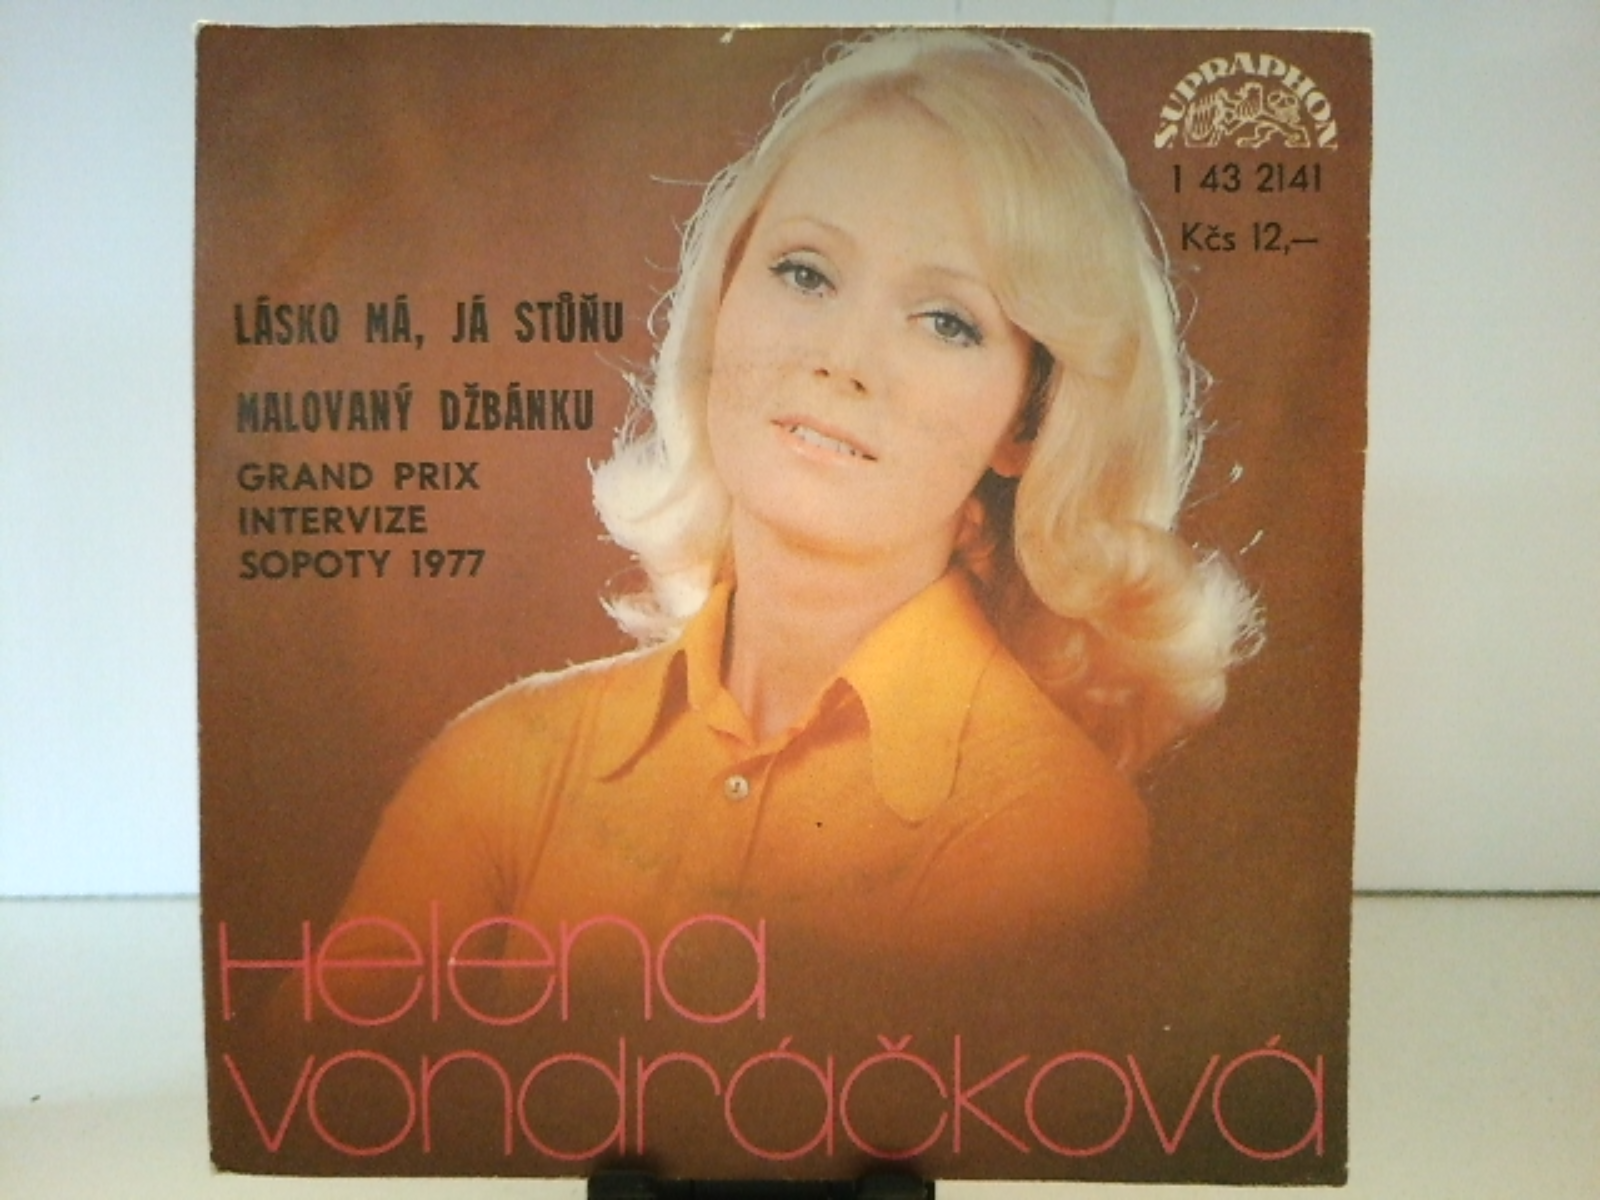 SUPRAPHON
1 43 2141
Kčs 12,—
LÁSKO MÁ, JÁ STŮŇU
MALOVANÝ DŽBÁNKU
GRAND PRIX
INTERVIZE
SOPOTY 1977
Helena
vondráčková